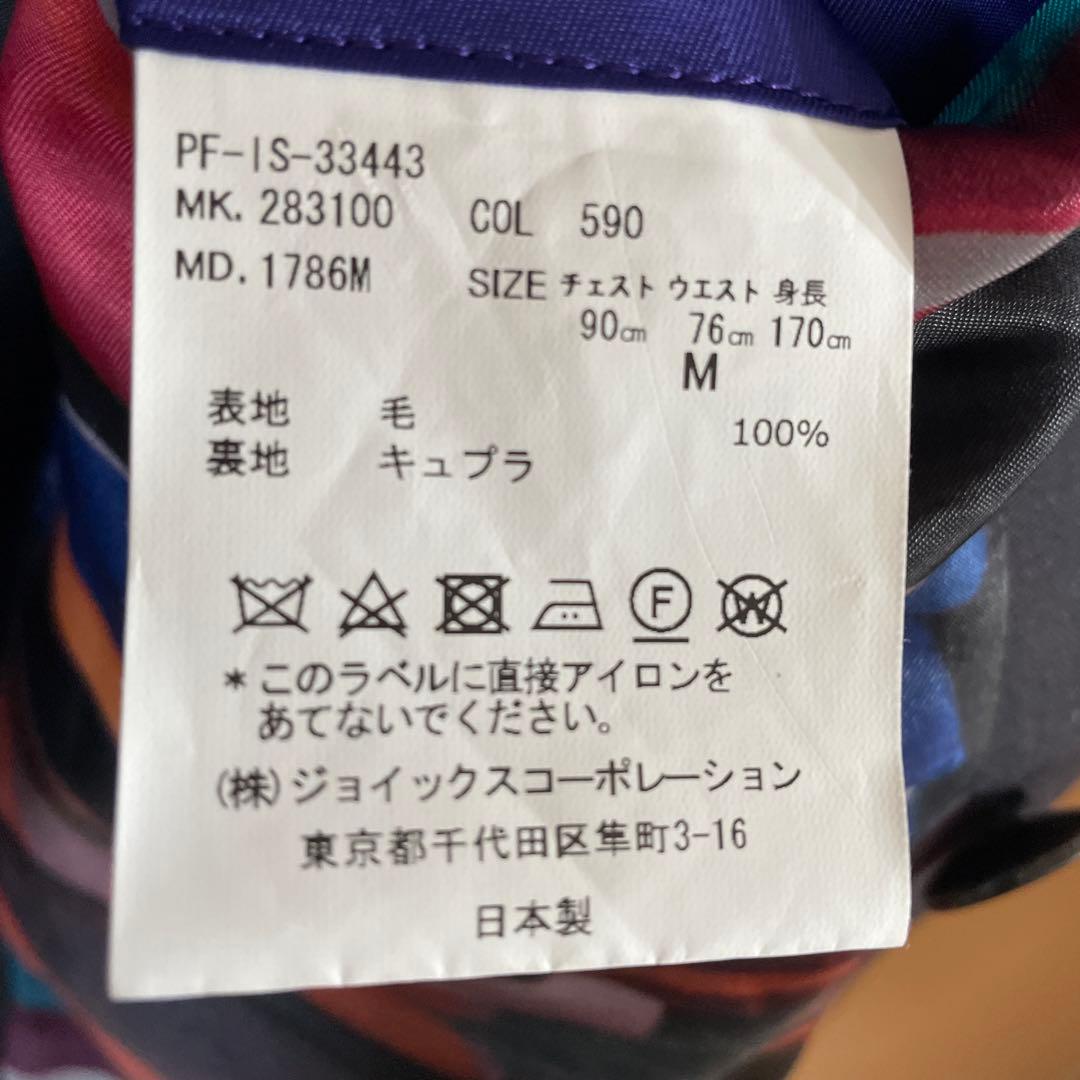 PF-IS-33443
MK. 283100 COL 590
MD. 1786M SIZE チェスト ウエスト 身長
90㎝ 76㎝ 170㎝
M
表地 毛 100%
裏地 キュプラ
F W
*このラベルに直接アイロンを
あてないでください。
(株)ジョイックスコーポレーション
東京都千代田区隼町3-16
日本製